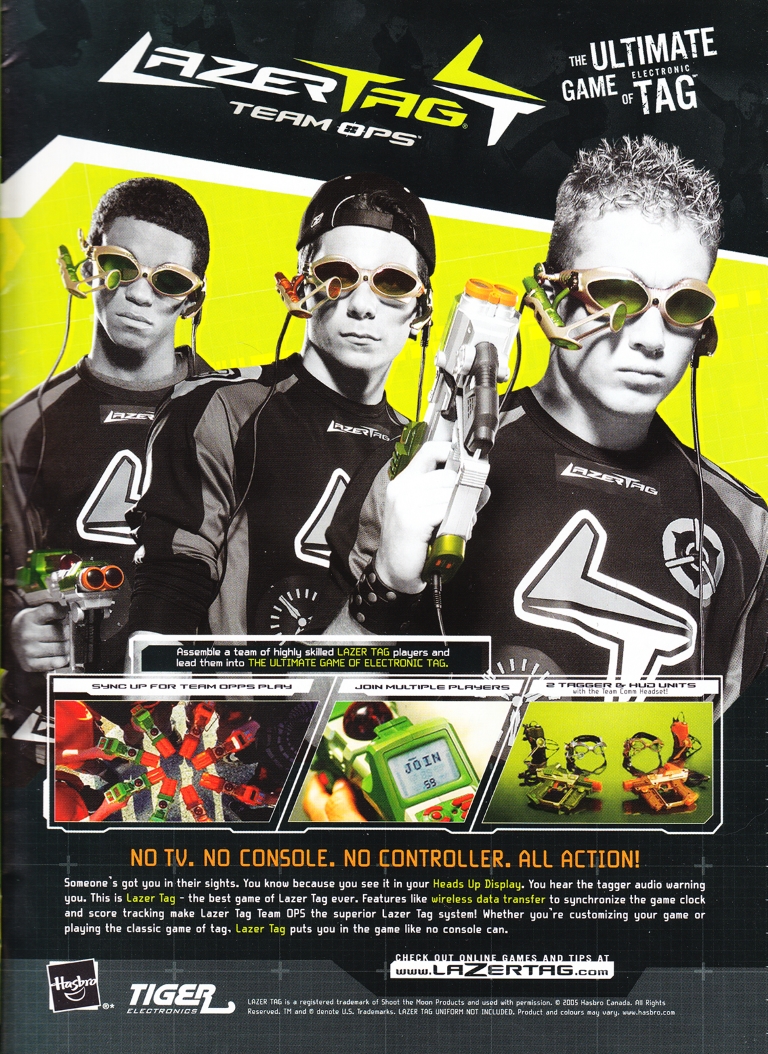 LAZER TAG®
TEAM OPS™
THE ULTIMATE
GAME OF ELECTRONIC TAG™
LAZER
LAZERTAG
LAZERTAG
Assemble a team of highly skilled LAZER TAG players and
lead them into THE ULTIMATE GAME OF ELECTRONIC TAG.
SYNC UP FOR TEAM OPPS PLAY
JOIN MULTIPLE PLAYERS
2 TAGGER & HUD UNITS
with the Team Comm Headset!
JOIN
59
NO TV. NO CONSOLE. NO CONTROLLER. ALL ACTION!
Someone's got you in their sights. You know because you see it in your Heads Up Display. You hear the tagger audio warning
you. This is Lazer Tag - the best game of Lazer Tag ever. Features like wireless data transfer to synchronize the game clock
and score tracking make Lazer Tag Team OPS the superior Lazer Tag system! Whether you're customizing your game or
playing the classic game of tag, Lazer Tag puts you in the game like no console can.
CHECK OUT ONLINE GAMES AND TIPS AT
www.LAZERTAG.com
Hasbro ®*
TIGER
ELECTRONICS
LAZER TAG is a registered trademark of Shoot the Moon Products and used with permission. © 2005 Hasbro Canada. All Rights
Reserved. TM and ® denote U.S. Trademarks. LAZER TAG UNIFORM NOT INCLUDED. Product and colours may vary. www.hasbro.com